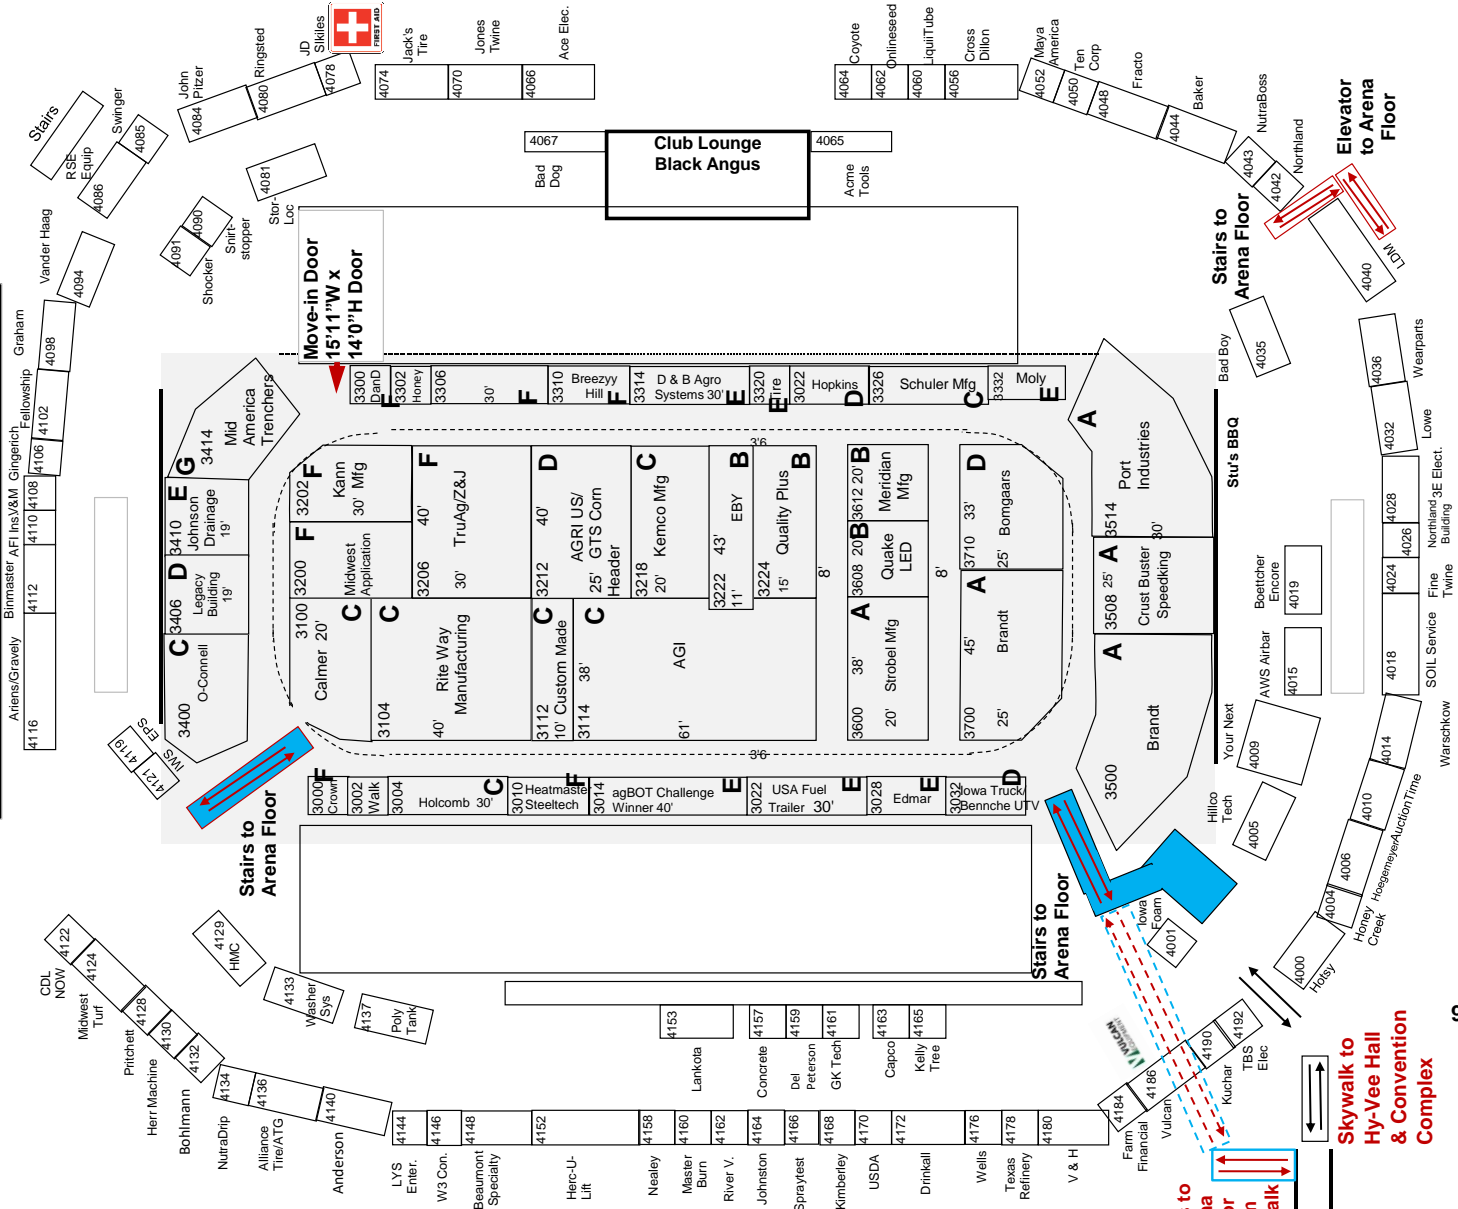 Stairs
RSE
Equip
4086
Swinger
4085
John
Pitzer
4084
Ringsted
4080
JD
SIkiles
4078
FIRST AID
Jack's
Tire
4074
Jones
Twine
4070
Ace Elec.
4066
Coyote
4064
Onlineseed
4062
LiquiiTube
4060
Cross
Dillon
4056
Maya
America
4052
Ten
Corp
4050
Fracto
4048
Baker
4044
NutraBoss
4043
Northland
4042
Elevator
to Arena
Floor
Stairs to
Arena Floor
LDM
4040
4067
Bad
Dog
Club Lounge
Black Angus
4065
Acme
Tools
4081
Stor-
Loc
4090
Snirt-
stopper
4091
Shocker
Vander Haag
4094
Graham
4098
Fellowship
4102
Gingerich
4106
V&M
4108
AFI Ins.
4110
Binmaster
4112
Ariens/Gravely
4116
EPS
4119
IWS
4121
Move-in Door
15'11"W x
14'0"H Door
3300
DanD
F
3302
Honey
3306
30'
F
3310
Breezyy
Hill
F
3314
D & B Agro
Systems 30'
E
3320
Tire
E
3022
Hopkins
D
3326
Schuler Mfg
C
3332
Moly
E
Bad Boy
4035
4036
Wearparts
4032
Lowe
4028
3E Elect.
4026
Northland
Building
4024
Fine
Twine
4018
SOIL Service
4014
Warschkow
4010
AuctionTime
4006
Hoegemeyer
4004
Honey
Creek
4000
Hotsy
Stu's BBQ
Boettcher
Encore
4019
AWS Airbar
4015
Your Next
4009
Hillco
Tech
4005
Iowa
Foam
4001
G
3414
Mid
America
Trenchers
E
3410
Johnson
Drainage
19'
D
3406
Legacy
Building
19'
C
3400
O-Connell
3202
F
Kann
Mfg
30'
3200
F
Midwest
Application
3206
F
40'
TruAg/Z&J
30'
3212
D
40'
AGRI US/
GTS Corn
Header
25'
3218
C
Kemco Mfg
20'
3222
B
EBY
43'
11'
3224
B
Quality Plus
15'
3'6
8'
3612 20'
B
Meridian
Mfg
3608 20'
B
Quake
LED
8'
3710
D
33'
Bomgaars
25'
A
Port
Industries
3514
30'
A
3508 25'
Crust Buster
Speedking
A
Brandt
3500
3100
Calmer 20'
C
3104
C
Rite Way
Manufacturing
40'
3112
C
10' Custom Made
3114
C
38'
AGI
61'
3600
A
38'
Strobel Mfg
20'
3700
A
45'
Brandt
25'
3'6
3000
Crown
F
3002
Walk
3004
Holcomb 30'
C
3010
Heatmaster
Steeltech
F
3014
agBOT Challenge
Winner 40'
E
3022
USA Fuel
Trailer 30'
E
3028
Edmar
E
3032
Iowa Truck/
Bennche UTV
D
Stairs to
Arena Floor
Stairs to
Arena Floor
CDL
NOW
4122
Midwest
Turf
4124
Pritchett
4128
Herr Machine
4130
Bohlmann
4132
NutraDrip
4134
Alliance
Tire/ATG
4136
Anderson
4140
4129
HMC
4133
Washer
Sys
4137
Poly
Tank
4153
Lankota
4157
Concrete
4159
Del
Peterson
4161
GK Tech
4163
Capco
4165
Kelly
Tree
4144
LYS
Enter.
4146
W3 Con.
4148
Beaumont
Specialty
4152
Herc-U-
Lift
4158
Nealey
4160
Master
Burn
4162
River V.
4164
Johnston
4166
Spraytest
4168
Kimberley
4170
USDA
4172
Drinkall
4176
Wells
4178
Texas
Refinery
4180
V & H
4184
Farm
Financial
4186
Vulcan
4190
Kuchar
4192
TBS
Elec
VULCAN
Skywalk to
Hy-Vee Hall
& Convention
Complex